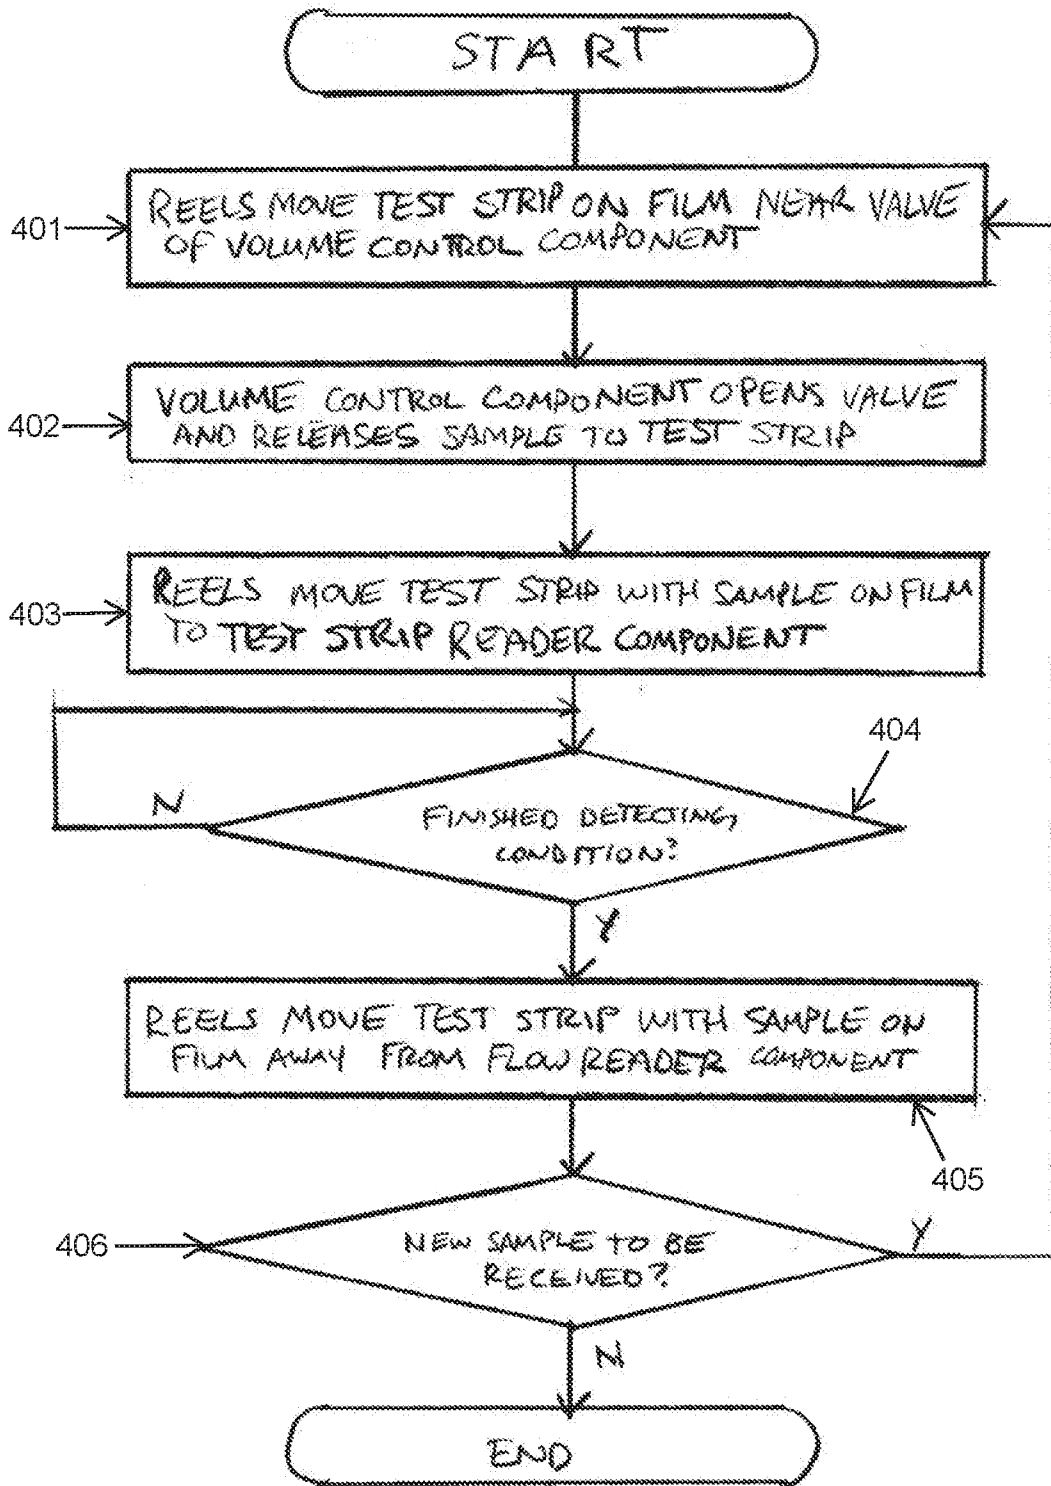 START
401
REELS MOVE TEST STRIP ON FILM NEAR VALVE
OF VOLUME CONTROL COMPONENT
402
VOLUME CONTROL COMPONENT OPENS VALVE
AND RELEASES SAMPLE TO TEST STRIP
403
REELS MOVE TEST STRIP WITH SAMPLE ON FILM
TO TEST STRIP READER COMPONENT
404
N
FINISHED DETECTING
CONDITION?
Y
REELS MOVE TEST STRIP WITH SAMPLE ON
FILM AWAY FROM FLOW READER COMPONENT
405
406
NEW SAMPLE TO BE
RECEIVED?
Y
N
END